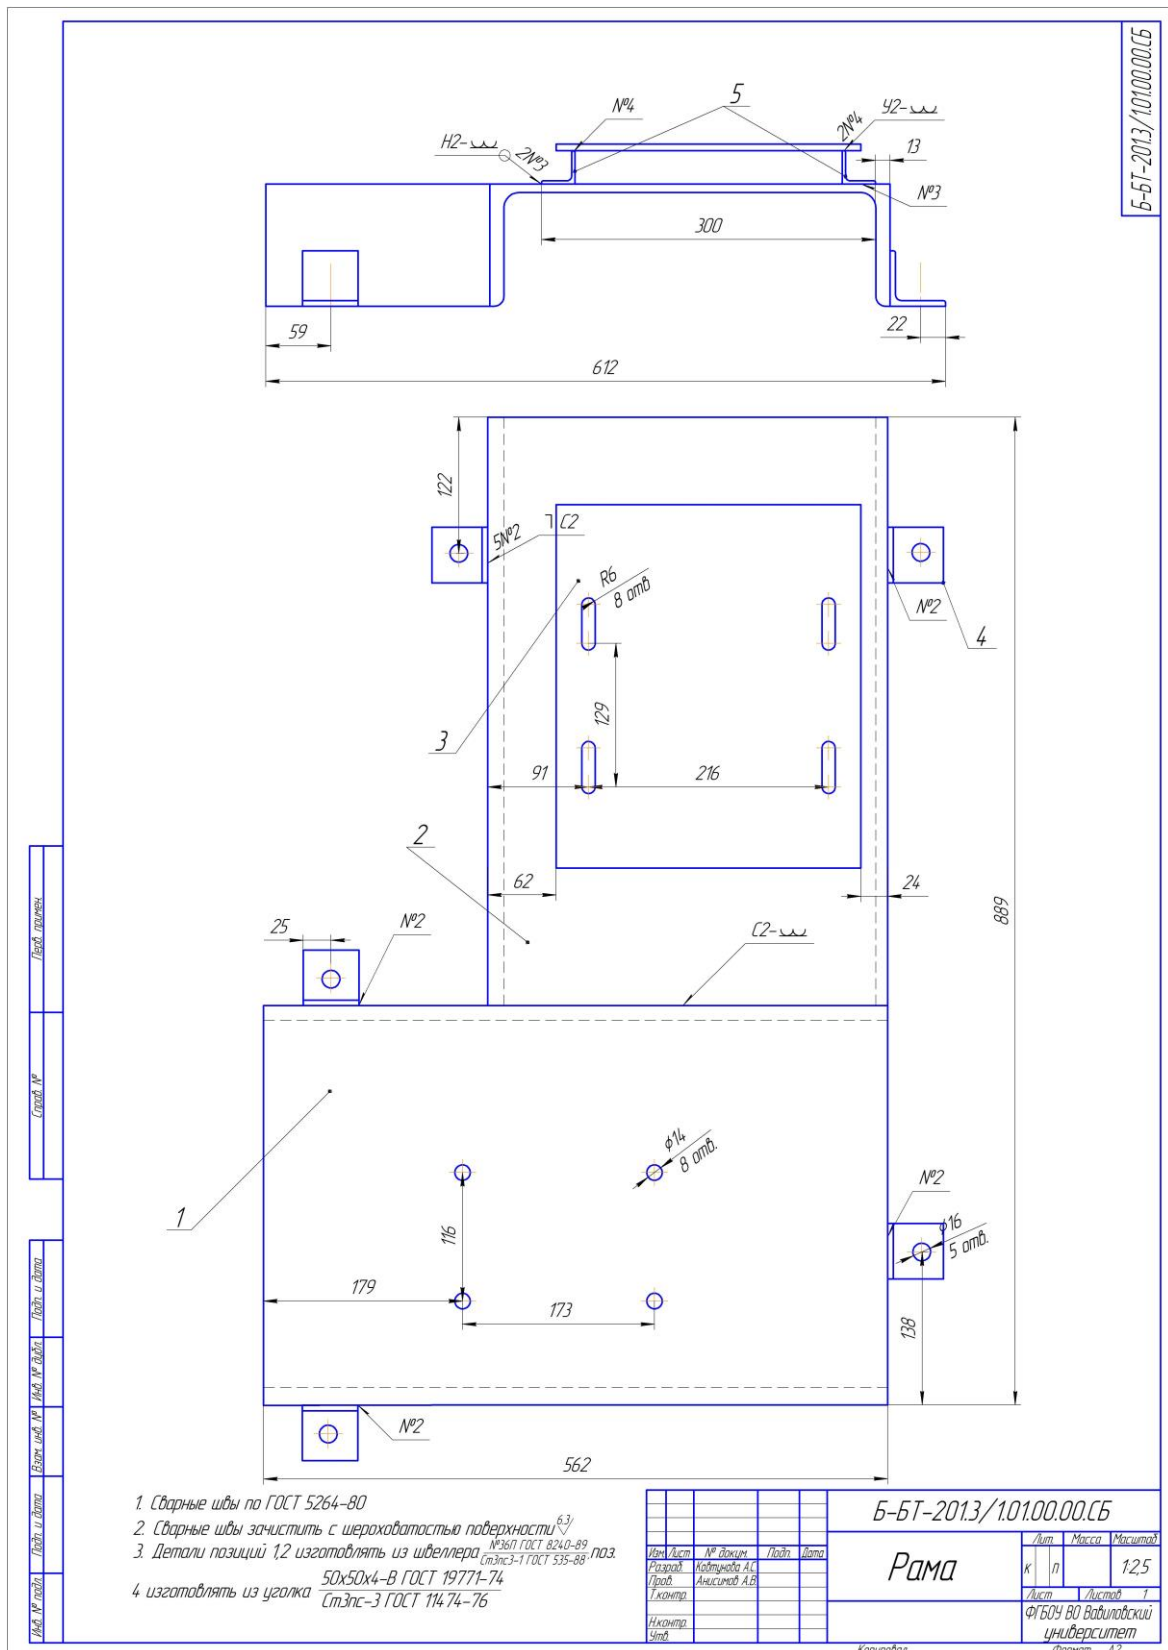 Б-БТ-2013/1.01.00.00.СБ
5
№4
У2-
Н2-
2№3
2№4
13
№3
300
59
22
612
122
5№2
С2
R6
8 отв
№2
4
129
3
91
216
2
62
24
889
25
№2
С2-
ϕ14
8 отв.
1
116
№2
ϕ16
5 отв.
179
173
138
№2
562
1. Сварные швы по ГОСТ 5264-80
2. Сварные швы зачистить с шероховатостью поверхности 6.3
3. Детали позиций 1,2 изготовлять из швеллера №36П ГОСТ 8240-89 / Ст3пс3-1 ГОСТ 535-88 , поз.
4 изготовлять из уголка 50х50х4-В ГОСТ 19771-74 / Ст3пс-3 ГОСТ 11474-76
Перв. примен.
Справ. №
Подп. и дата
Инв. № дубл.
Взам. инв. №
Подп. и дата
Инв. № подл.
Б-БТ-2013/1.01.00.00.СБ
Изм. Лист № докум. Подп. Дата
Разраб. Ковтунова А.С.
Пров. Анисимов А.В.
Т.контр.
Н.контр.
Утв.
Рама
Лит. Масса Масштаб
К П 1:2,5
Лист Листов 1
ФГБОУ ВО Вавиловский
университет
Копировал Формат А2